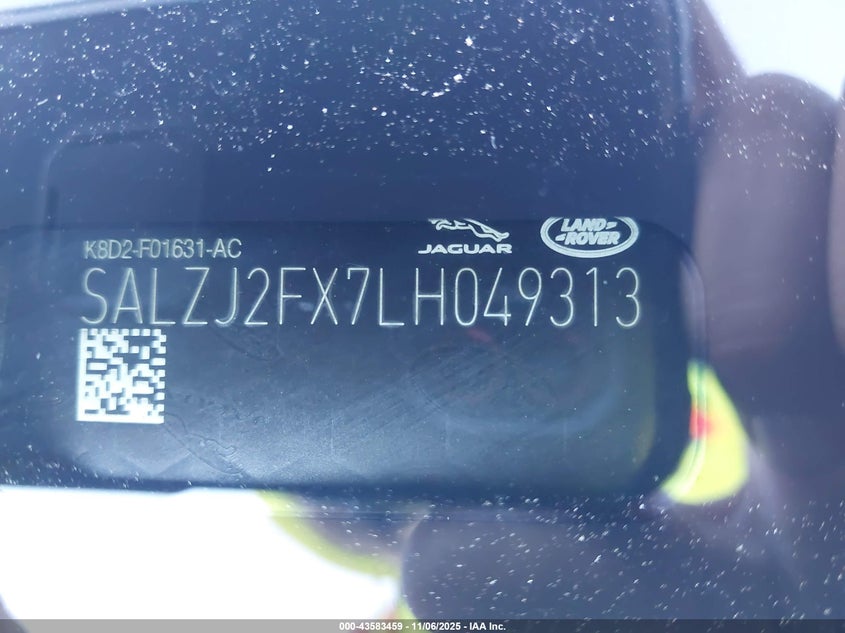 JAGUAR
LAND
ROVER
K8D2-F01631-AC
SALZJ2FX7LH049313
000-43583459 - 11/06/2025 - IAA Inc.